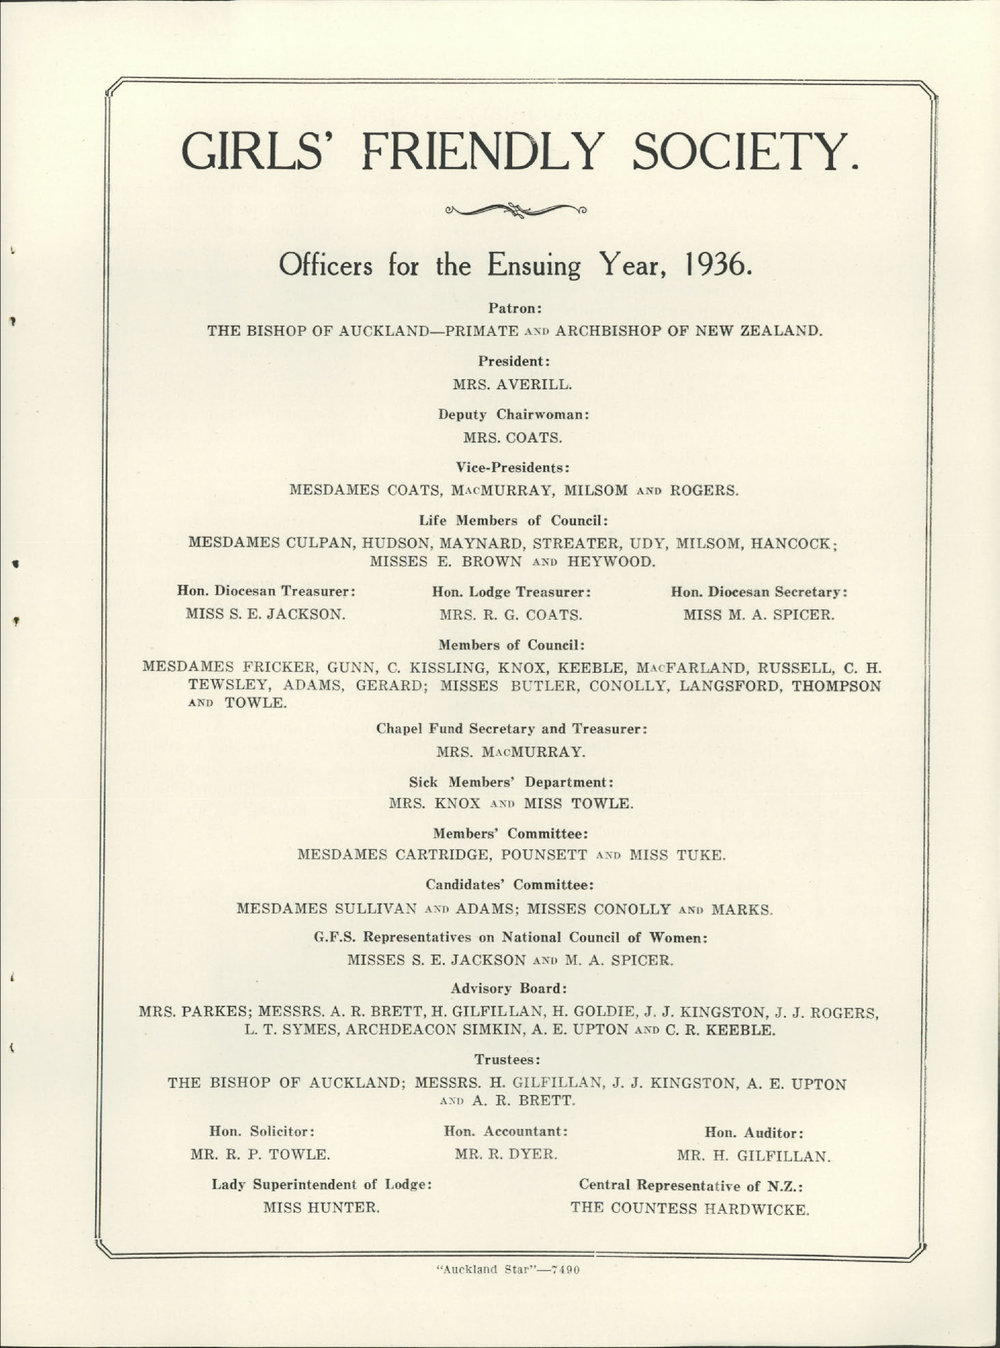 GIRLS' FRIENDLY SOCIETY.
Officers for the Ensuing Year, 1936.
Patron:
THE BISHOP OF AUCKLAND—PRIMATE AND ARCHBISHOP OF NEW ZEALAND.
President:
MRS. AVERILL.
Deputy Chairwoman:
MRS. COATS.
Vice-Presidents:
MESDAMES COATS, MacMURRAY, MILSOM AND ROGERS.
Life Members of Council:
MESDAMES CULPAN, HUDSON, MAYNARD, STREATER, UDY, MILSOM, HANCOCK;
MISSES E. BROWN AND HEYWOOD.
Hon. Diocesan Treasurer: Hon. Lodge Treasurer: Hon. Diocesan Secretary:
MISS S. E. JACKSON. MRS. R. G. COATS. MISS M. A. SPICER.
Members of Council:
MESDAMES FRICKER, GUNN, C. KISSLING, KNOX, KEEBLE, MacFARLAND, RUSSELL, C. H.
TEWSLEY, ADAMS, GERARD; MISSES BUTLER, CONOLLY, LANGSFORD, THOMPSON
AND TOWLE.
Chapel Fund Secretary and Treasurer:
MRS. MacMURRAY.
Sick Members' Department:
MRS. KNOX AND MISS TOWLE.
Members' Committee:
MESDAMES CARTRIDGE, POUNSETT AND MISS TUKE.
Candidates' Committee:
MESDAMES SULLIVAN AND ADAMS; MISSES CONOLLY AND MARKS.
G.F.S. Representatives on National Council of Women:
MISSES S. E. JACKSON AND M. A. SPICER.
Advisory Board:
MRS. PARKES; MESSRS. A. R. BRETT, H. GILFILLAN, H. GOLDIE, J. J. KINGSTON, J. J. ROGERS,
L. T. SYMES, ARCHDEACON SIMKIN, A. E. UPTON AND C. R. KEEBLE.
Trustees:
THE BISHOP OF AUCKLAND; MESSRS. H. GILFILLAN, J. J. KINGSTON, A. E. UPTON
AND A. R. BRETT.
Hon. Solicitor: Hon. Accountant: Hon. Auditor:
MR. R. P. TOWLE. MR. R. DYER. MR. H. GILFILLAN.
Lady Superintendent of Lodge: Central Representative of N.Z.:
MISS HUNTER. THE COUNTESS HARDWICKE.
"Auckland Star"—7490